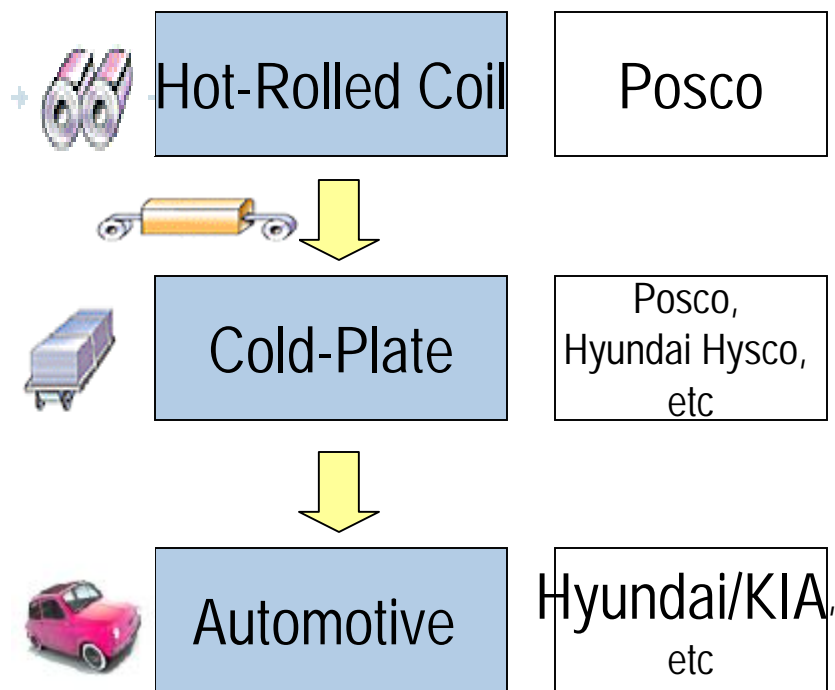 Hot-Rolled Coil
Posco
Cold-Plate
Posco,
Hyundai Hysco,
etc
Automotive
Hyundai/KIA,
etc